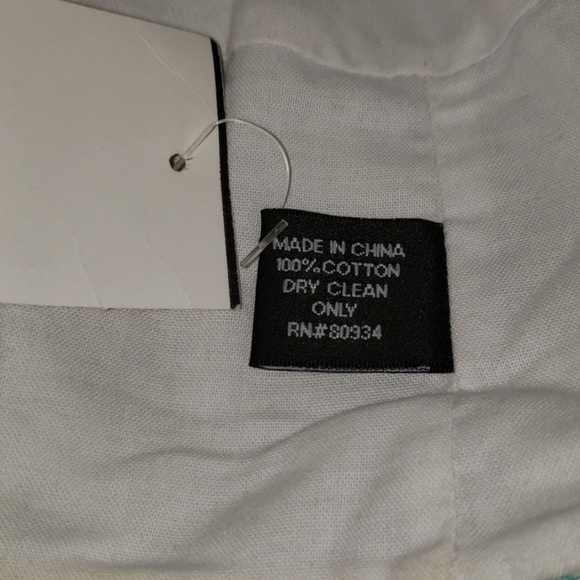 MADE IN CHINA
100% COTTON
DRY CLEAN
ONLY
RN#80934